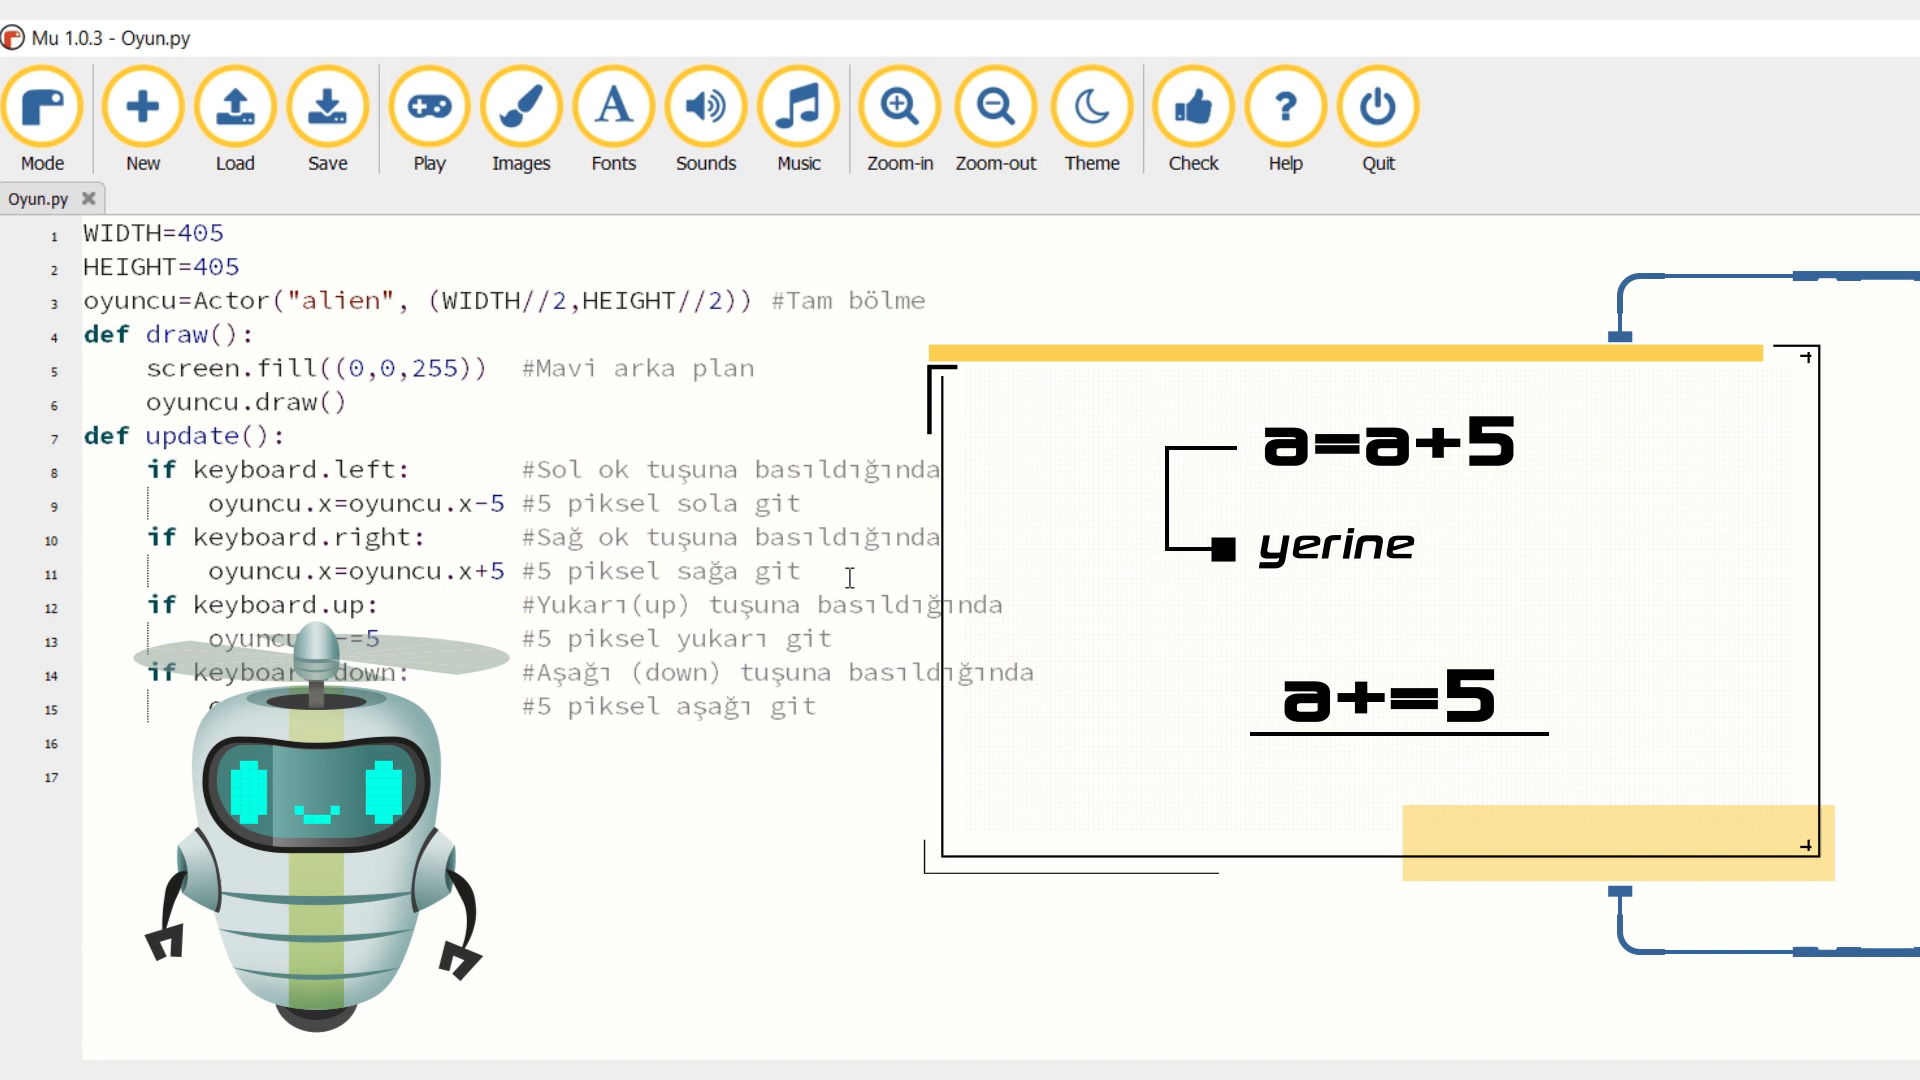 Mu 1.0.3 - Oyun.py
Mode New Load Save Play Images Fonts Sounds Music Zoom-in Zoom-out Theme Check Help Quit
Oyun.py
1 WIDTH=405
2 HEIGHT=405
3 oyuncu=Actor("alien", (WIDTH//2,HEIGHT//2)) #Tam bölme
4 def draw():
5 screen.fill((0,0,255)) #Mavi arka plan
6 oyuncu.draw()
7 def update():
8 if keyboard.left: #Sol ok tuşuna basıldığında
9 oyuncu.x=oyuncu.x-5 #5 piksel sola git
10 if keyboard.right: #Sağ ok tuşuna basıldığında
11 oyuncu.x=oyuncu.x+5 #5 piksel sağa git
12 if keyboard.up: #Yukarı(up) tuşuna basıldığında
13 =5 #5 piksel yukarı git
14 if keyboard.down: #Aşağı (down) tuşuna basıldığında
15 #5 piksel aşağı git
16
17
a=a+5
yerine
a+=5